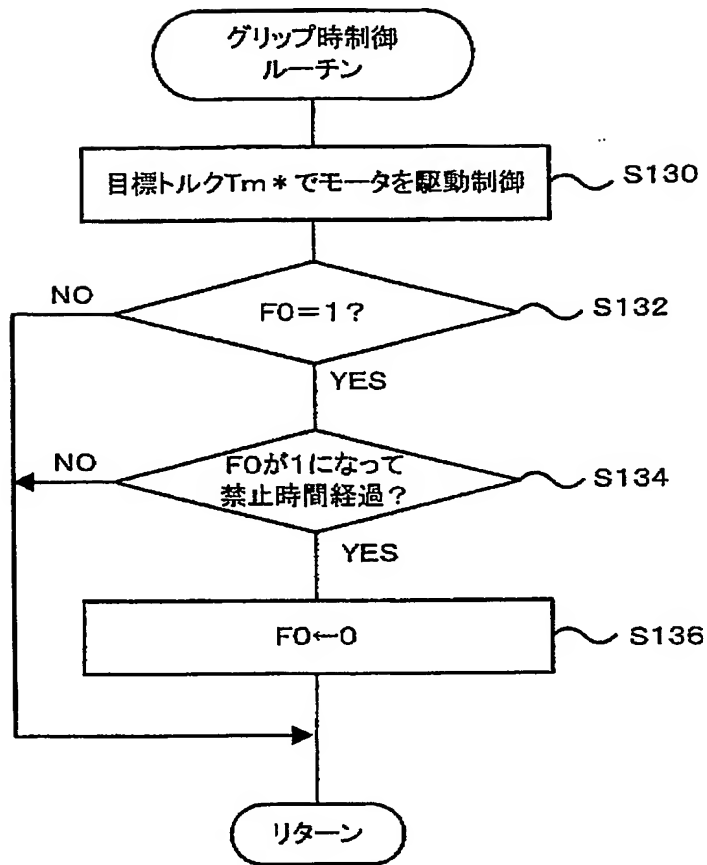 グリップ時制御
ルーチン
目標トルクTm*でモータを駆動制御
S130
NO
F0=1?
S132
YES
NO
F0が1になって
禁止時間経過?
S134
YES
F0←0
S136
リターン